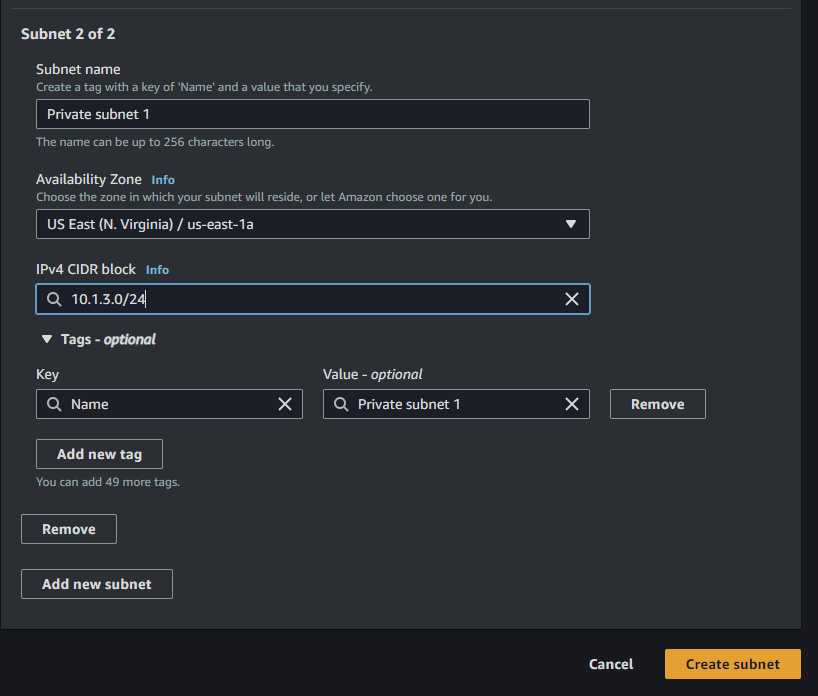 Subnet 2 of 2
Subnet name
Create a tag with a key of 'Name' and a value that you specify.
Private subnet 1
The name can be up to 256 characters long.
Availability Zone Info
Choose the zone in which your subnet will reside, or let Amazon choose one for you.
US East (N. Virginia) / us-east-1a
IPv4 CIDR block Info
10.1.3.0/24
Tags - optional
Key Value - optional
Name Private subnet 1 Remove
Add new tag
You can add 49 more tags.
Remove
Add new subnet
Cancel Create subnet